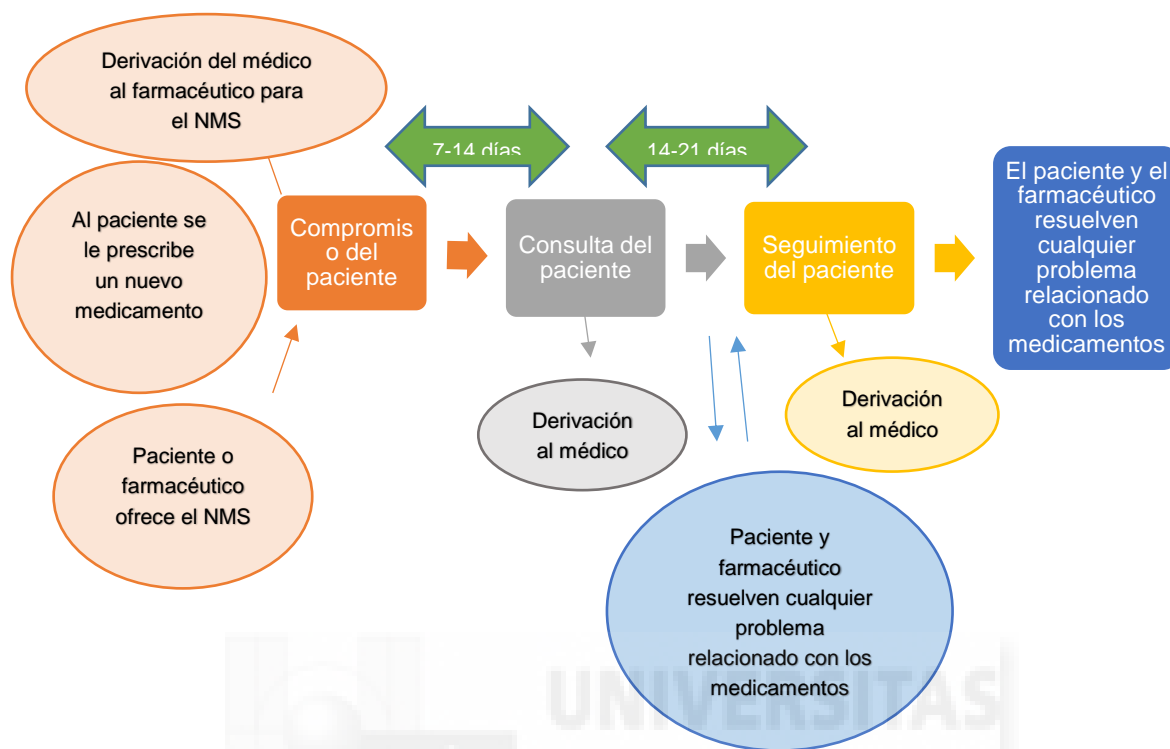 Derivación del médico
al farmacéutico para
el NMS
7-14 días
14-21 días
Al paciente se
le prescribe
un nuevo
medicamento
Compromis
o del
paciente
Consulta del
paciente
Seguimiento
del paciente
El paciente y el
farmacéutico
resuelven
cualquier
problema
relacionado
con los
medicamentos
Paciente o
farmacéutico
ofrece el NMS
Derivación
al médico
Derivación
al médico
Paciente y
farmacéutico
resuelven cualquier
problema
relacionado con los
medicamentos
UNIVERSITAS